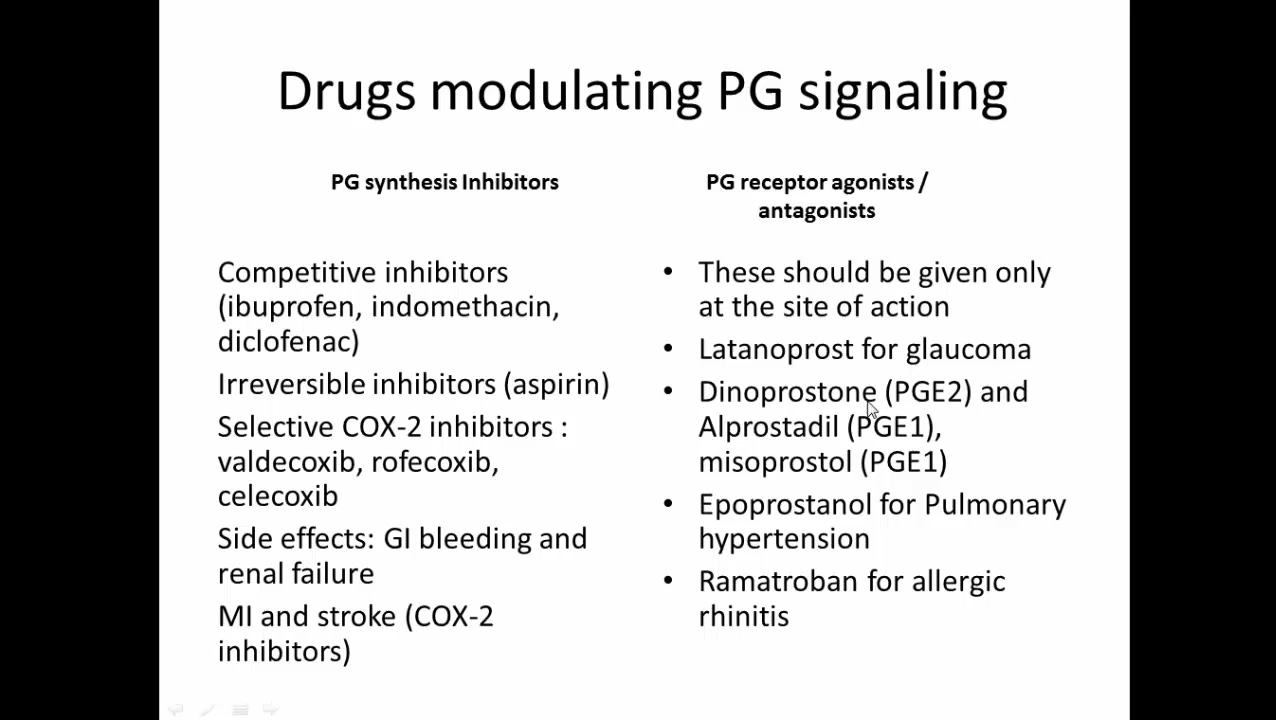 Drugs modulating PG signaling
PG synthesis Inhibitors
Competitive inhibitors
(ibuprofen, indomethacin,
diclofenac)
Irreversible inhibitors (aspirin)
Selective COX-2 inhibitors :
valdecoxib, rofecoxib,
celecoxib
Side effects: GI bleeding and
renal failure
MI and stroke (COX-2
inhibitors)
PG receptor agonists /
antagonists
• These should be given only
at the site of action
• Latanoprost for glaucoma
• Dinoprostone (PGE2) and
Alprostadil (PGE1),
misoprostol (PGE1)
• Epoprostanol for Pulmonary
hypertension
• Ramatroban for allergic
rhinitis